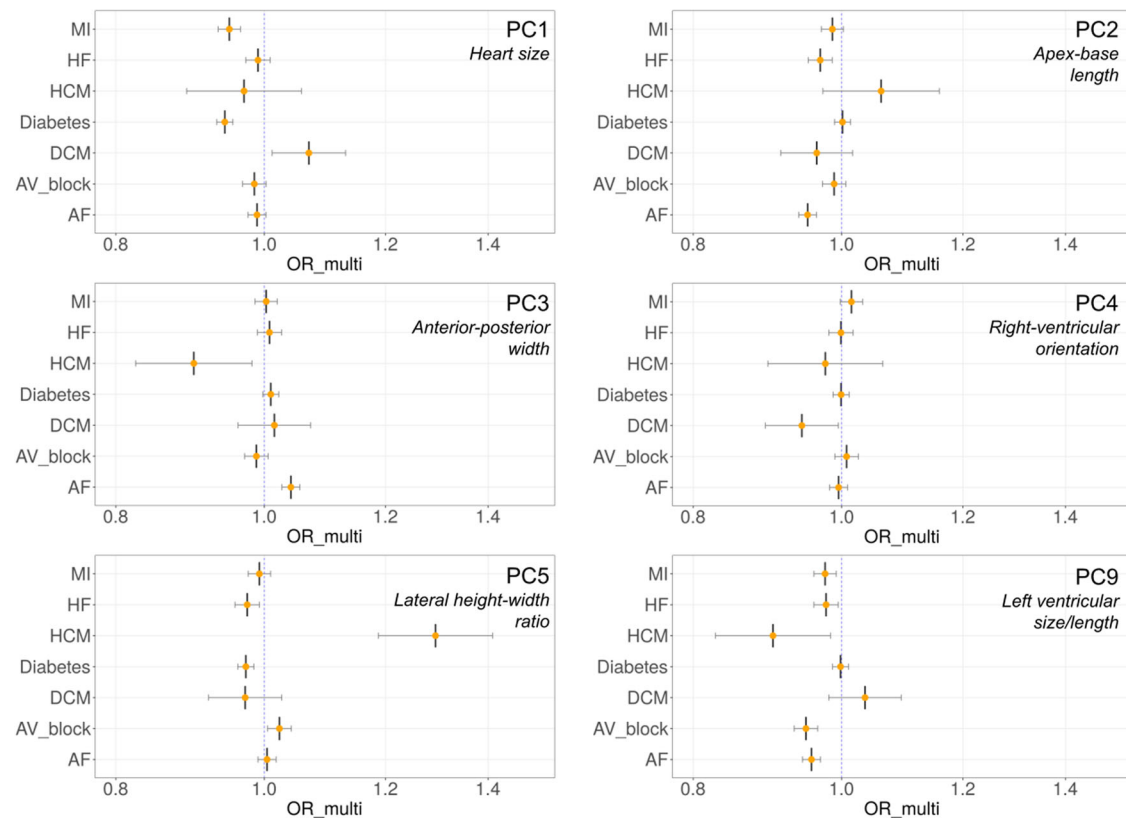 MI
HF
HCM
Diabetes
DCM
AV_block
AF
0.8 1.0 1.2 1.4
OR_multi
PC1
Heart size
MI
HF
HCM
Diabetes
DCM
AV_block
AF
0.8 1.0 1.2 1.4
OR_multi
PC2
Apex-base
length
MI
HF
HCM
Diabetes
DCM
AV_block
AF
0.8 1.0 1.2 1.4
OR_multi
PC3
Anterior-posterior
width
MI
HF
HCM
Diabetes
DCM
AV_block
AF
0.8 1.0 1.2 1.4
OR_multi
PC4
Right-ventricular
orientation
MI
HF
HCM
Diabetes
DCM
AV_block
AF
0.8 1.0 1.2 1.4
OR_multi
PC5
Lateral height-width
ratio
MI
HF
HCM
Diabetes
DCM
AV_block
AF
0.8 1.0 1.2 1.4
OR_multi
PC9
Left ventricular
size/length